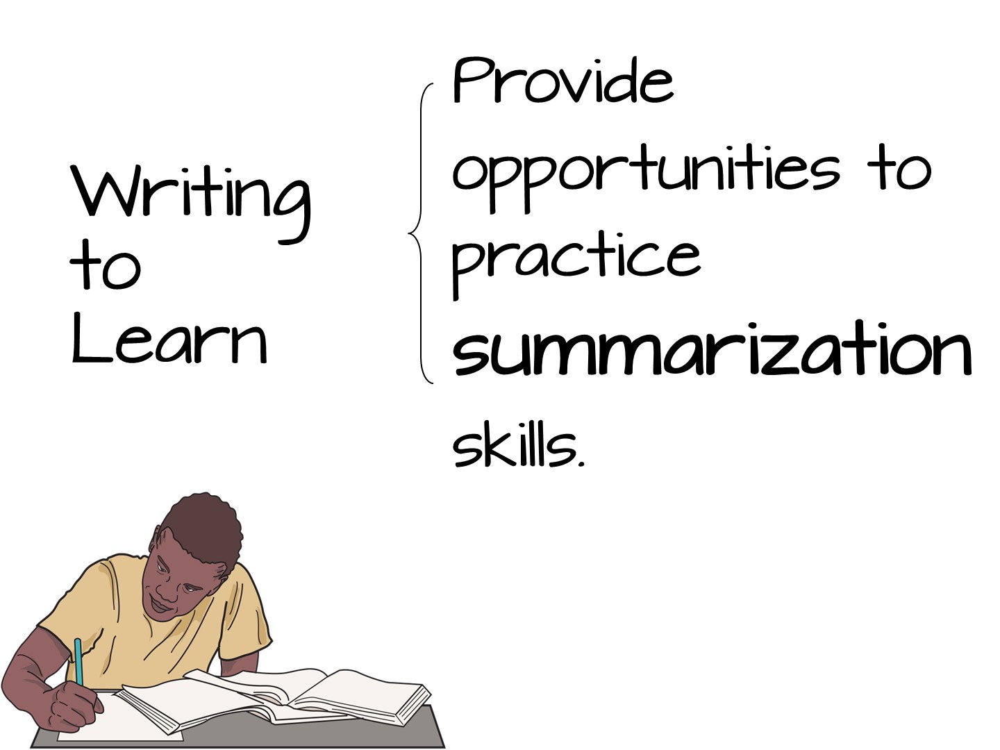 Writing
to
Learn
Provide
opportunities to
practice
summarization
skills.